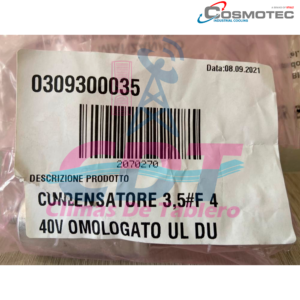 COSMOTEC
INDUSTRIAL COOLING
Data:08.09.2021
0309300035
2070270
DESCRIZIONE PRODOTTO
CBT
Climas De Tablero
CONDENSATORE 3,5#F 4
40V OMOLOGATO UL DU